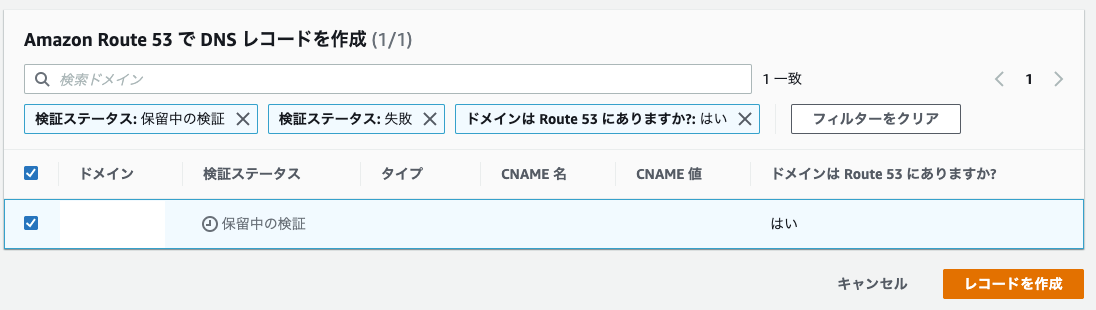 Amazon Route 53 で DNS レコードを作成 (1/1)
検索ドメイン 1 一致 1
検証ステータス: 保留中の検証 検証ステータス: 失敗 ドメインは Route 53 にありますか?: はい フィルターをクリア
ドメイン 検証ステータス タイプ CNAME 名 CNAME 値 ドメインは Route 53 にありますか?
保留中の検証 はい
キャンセル レコードを作成